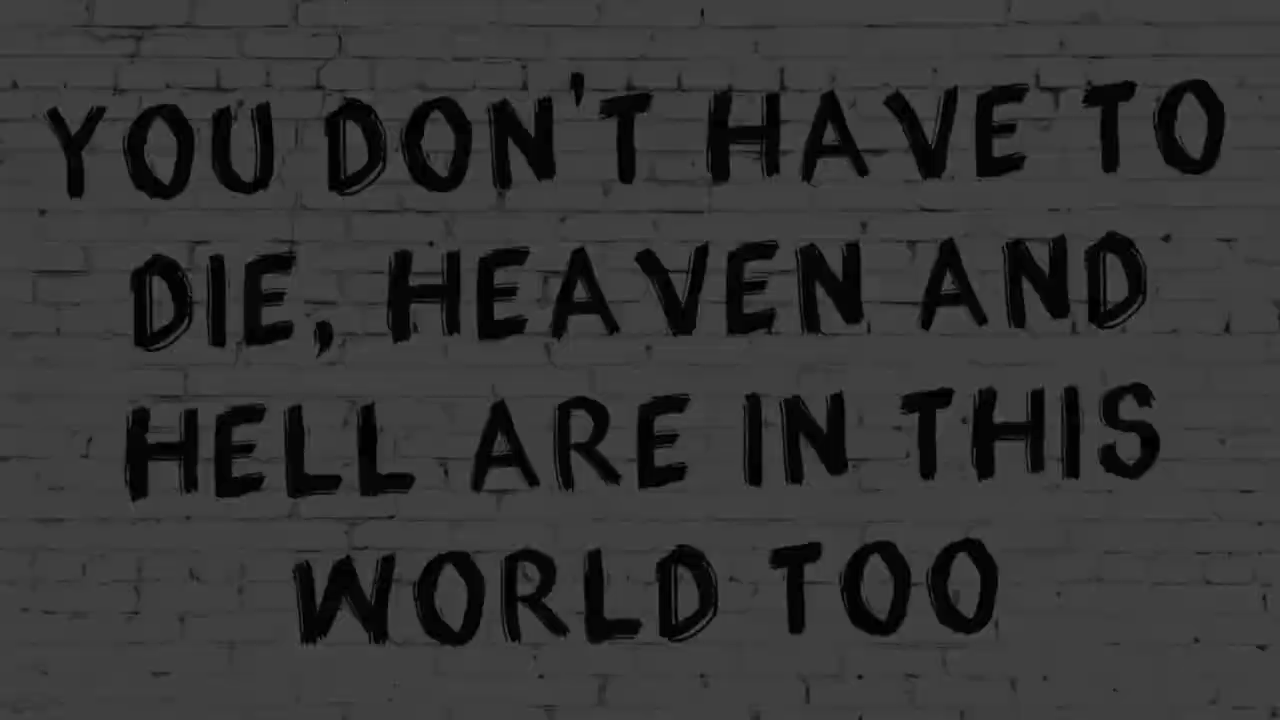 YOU DON'T HAVE TO
DIE, HEAVEN AND
HELL ARE IN THIS
WORLD TOO